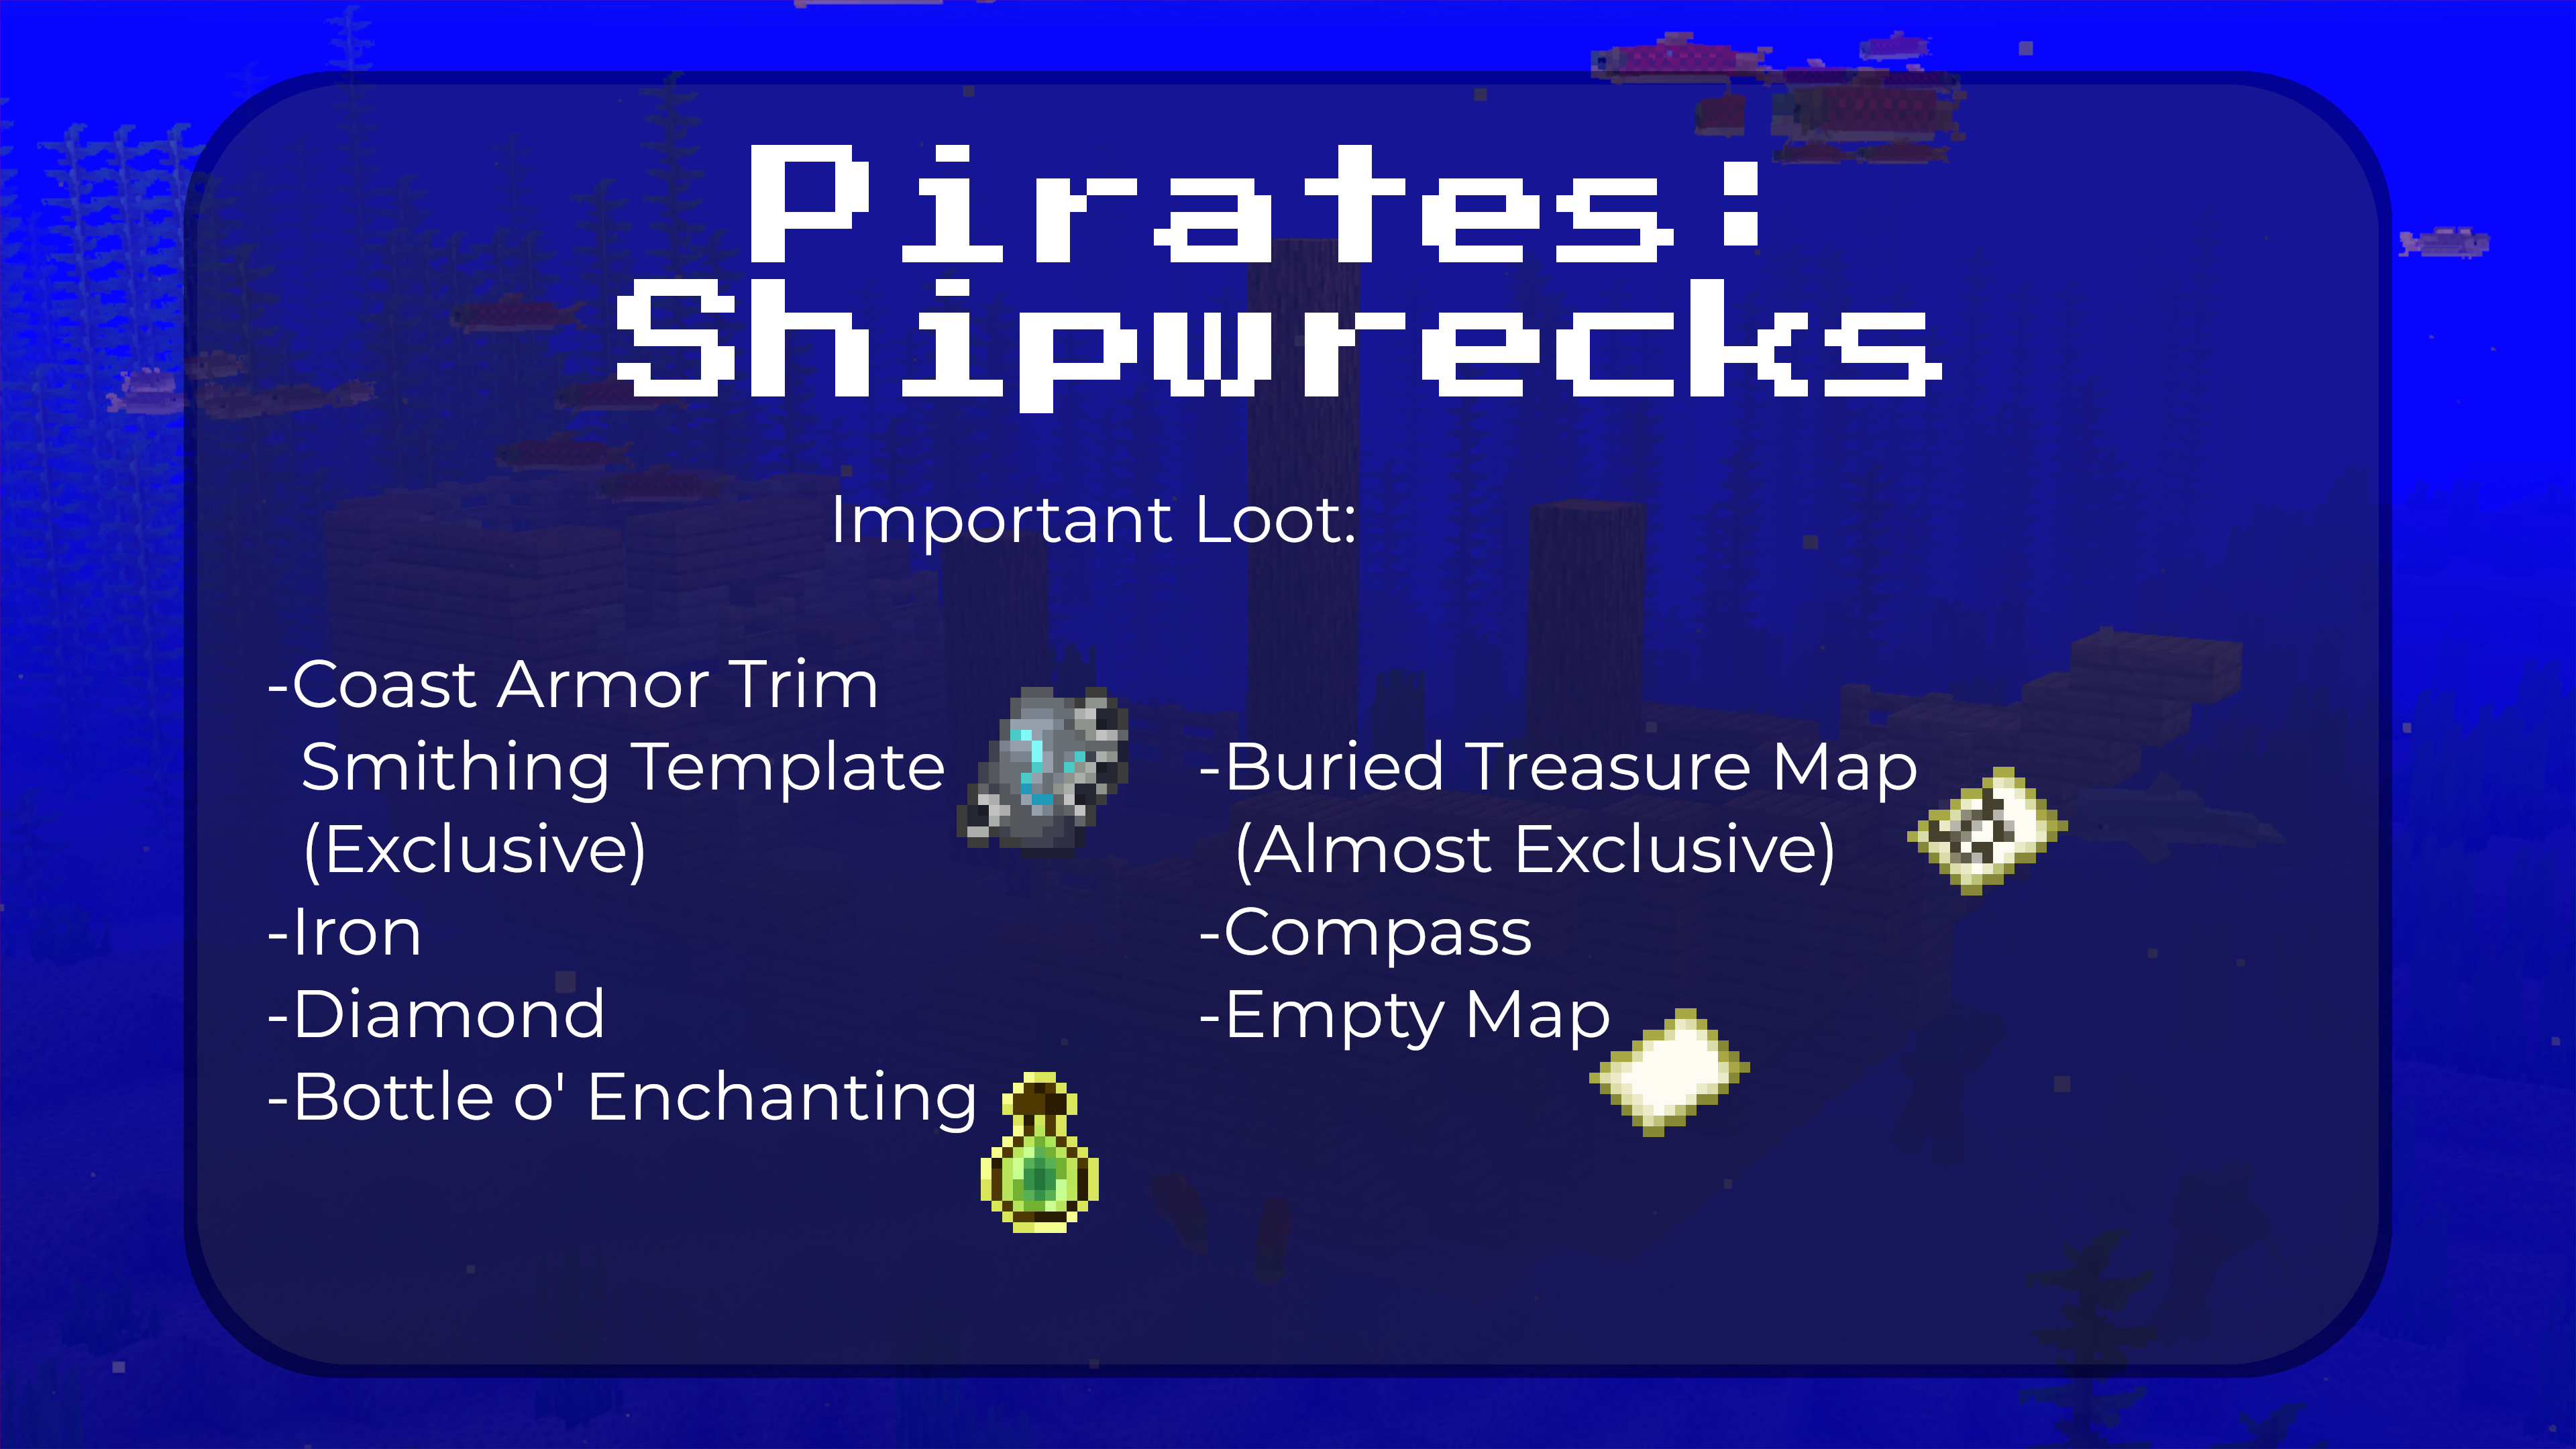 Pirates:
Shipwrecks
Important Loot:
-Coast Armor Trim
Smithing Template
(Exclusive)
-Iron
-Diamond
-Bottle o' Enchanting
-Buried Treasure Map
(Almost Exclusive)
-Compass
-Empty Map